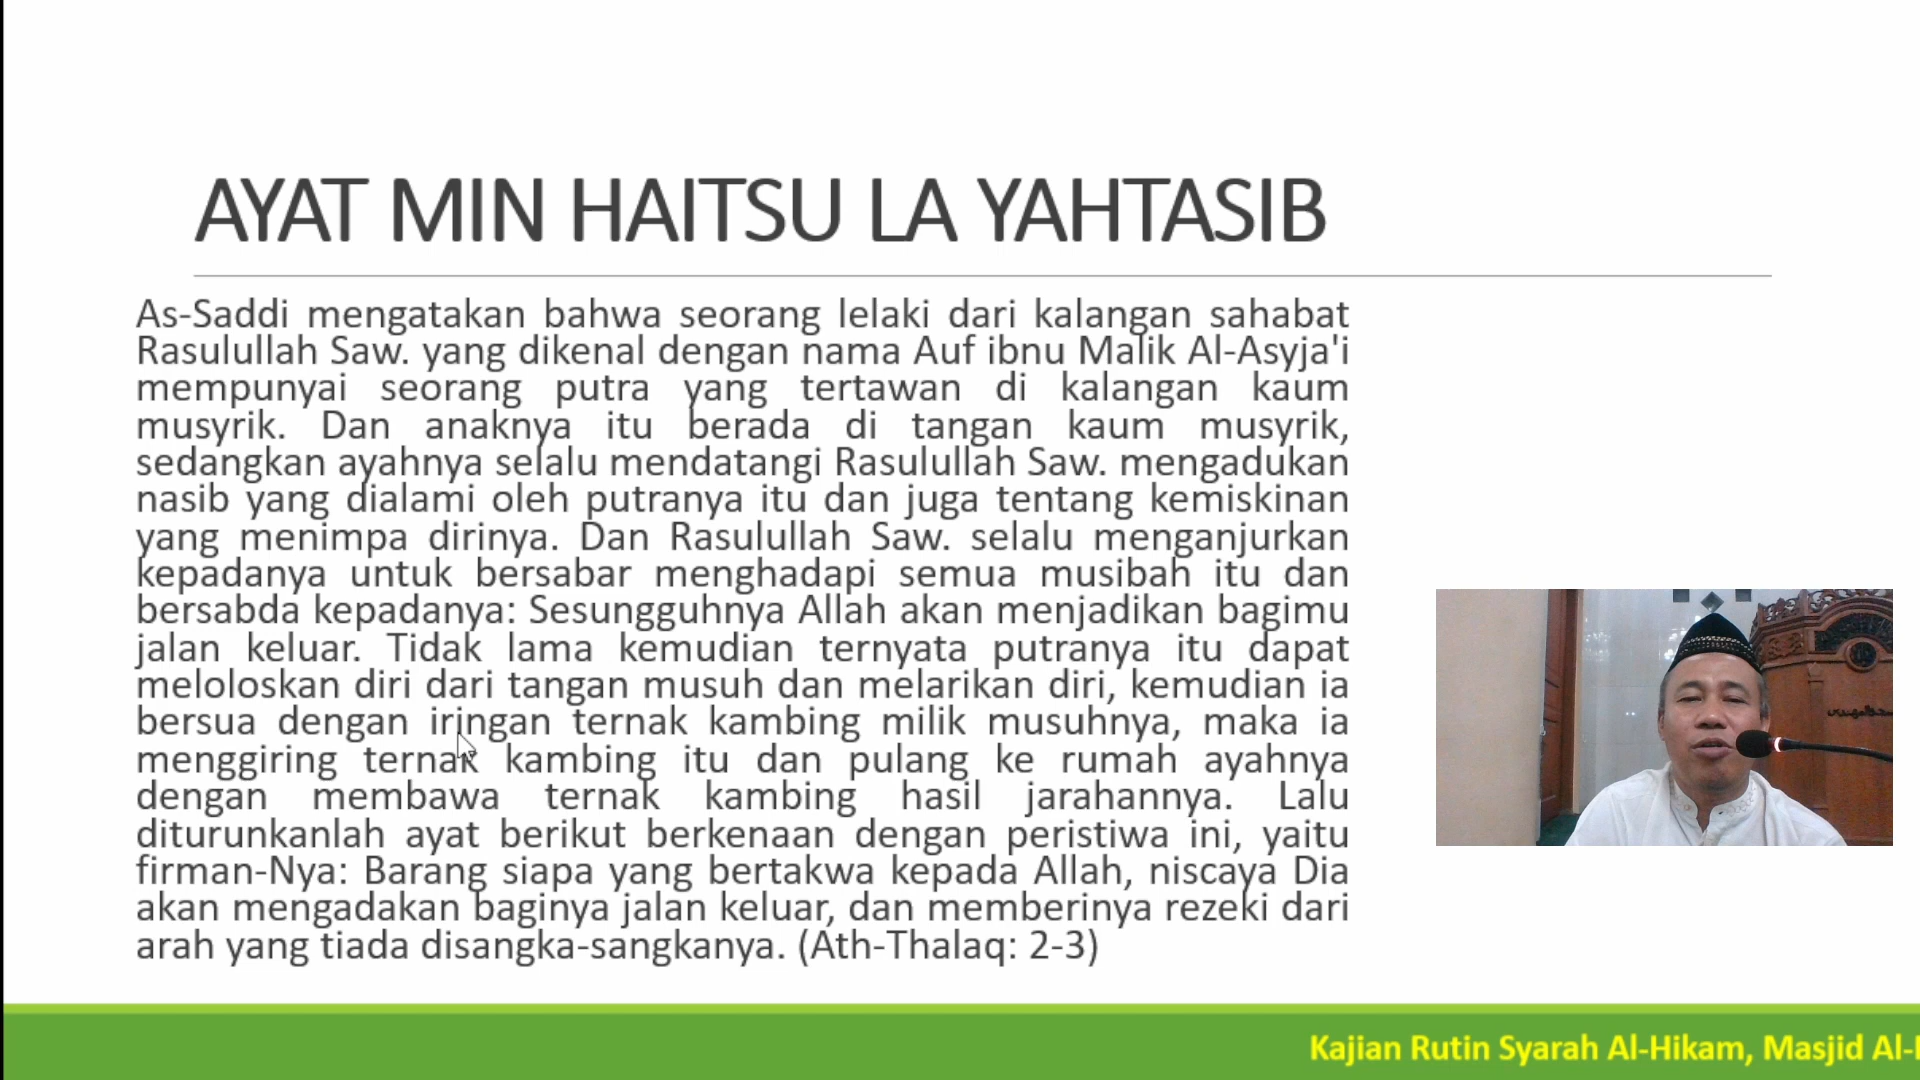 AYAT MIN HAITSU LA YAHTASIB
As-Saddi mengatakan bahwa seorang lelaki dari kalangan sahabat
Rasulullah Saw. yang dikenal dengan nama Auf ibnu Malik Al-Asyja'i
mempunyai seorang putra yang tertawan di kalangan kaum
musyrik. Dan anaknya itu berada di tangan kaum musyrik,
sedangkan ayahnya selalu mendatangi Rasulullah Saw. mengadukan
nasib yang dialami oleh putranya itu dan juga tentang kemiskinan
yang menimpa dirinya. Dan Rasulullah Saw. selalu menganjurkan
kepadanya untuk bersabar menghadapi semua musibah itu dan
bersabda kepadanya: Sesungguhnya Allah akan menjadikan bagimu
jalan keluar. Tidak lama kemudian ternyata putranya itu dapat
meloloskan diri dari tangan musuh dan melarikan diri, kemudian ia
bersua dengan iringan ternak kambing milik musuhnya, maka ia
menggiring ternak kambing itu dan pulang ke rumah ayahnya
dengan membawa ternak kambing hasil jarahannya. Lalu
diturunkanlah ayat berikut berkenaan dengan peristiwa ini, yaitu
firman-Nya: Barang siapa yang bertakwa kepada Allah, niscaya Dia
akan mengadakan baginya jalan keluar, dan memberinya rezeki dari
arah yang tiada disangka-sangkanya. (Ath-Thalaq: 2-3)
Kajian Rutin Syarah Al-Hikam, Masjid Al-